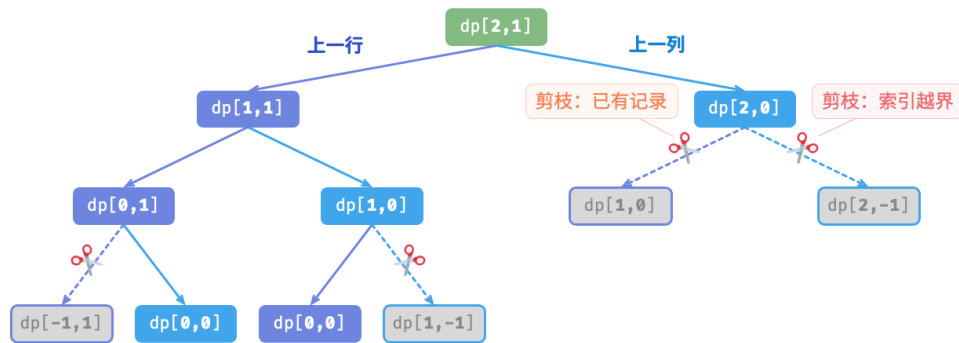 dp[2,1]
上一行
上一列
dp[1,1]
剪枝：已有记录
dp[2,0]
剪枝：索引越界
dp[0,1]
dp[1,0]
dp[1,0]
dp[2,-1]
dp[-1,1]
dp[0,0]
dp[0,0]
dp[1,-1]